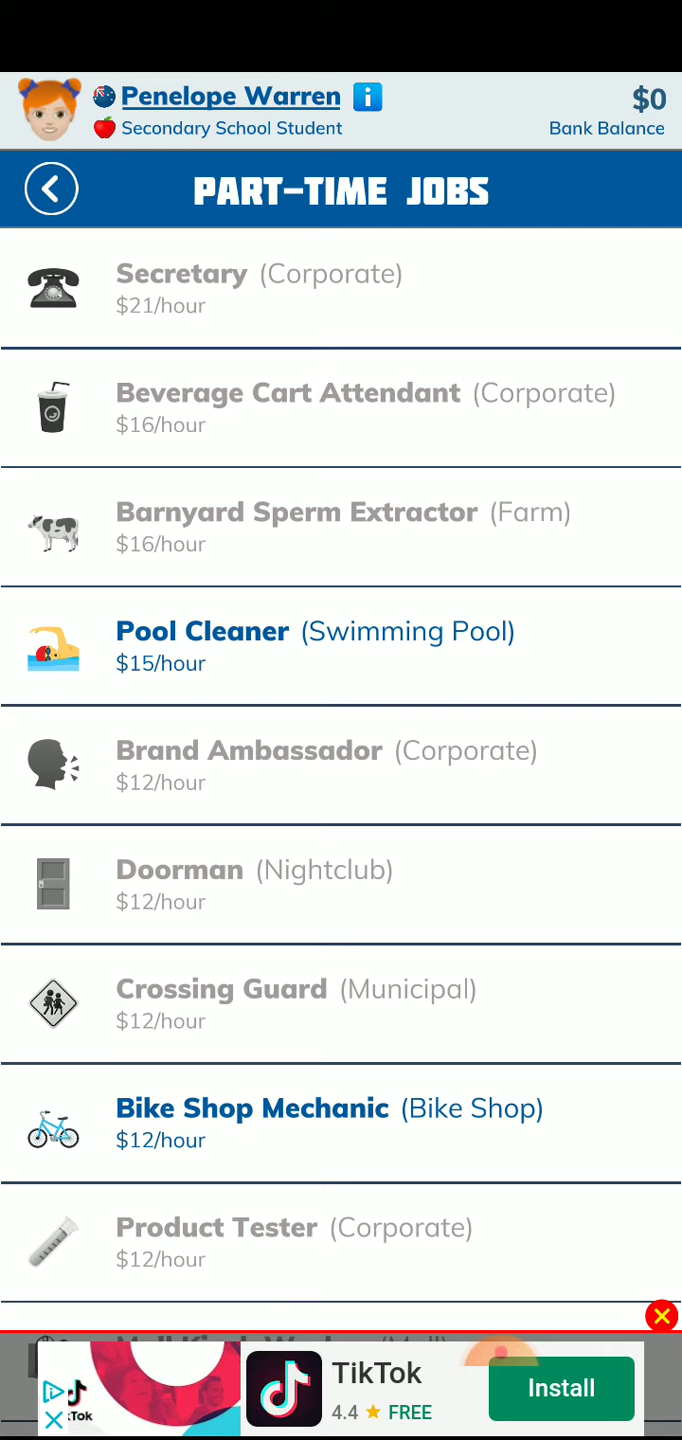 Penelope Warren
$0
Secondary School Student
Bank Balance
PART-TIME JOBS
Secretary (Corporate)
$21/hour
Beverage Cart Attendant (Corporate)
$16/hour
Barnyard Sperm Extractor (Farm)
$16/hour
Pool Cleaner (Swimming Pool)
$15/hour
Brand Ambassador (Corporate)
$12/hour
Doorman (Nightclub)
$12/hour
Crossing Guard (Municipal)
$12/hour
Bike Shop Mechanic (Bike Shop)
$12/hour
Product Tester (Corporate)
$12/hour
TikTok
4.4 ★ FREE
Install